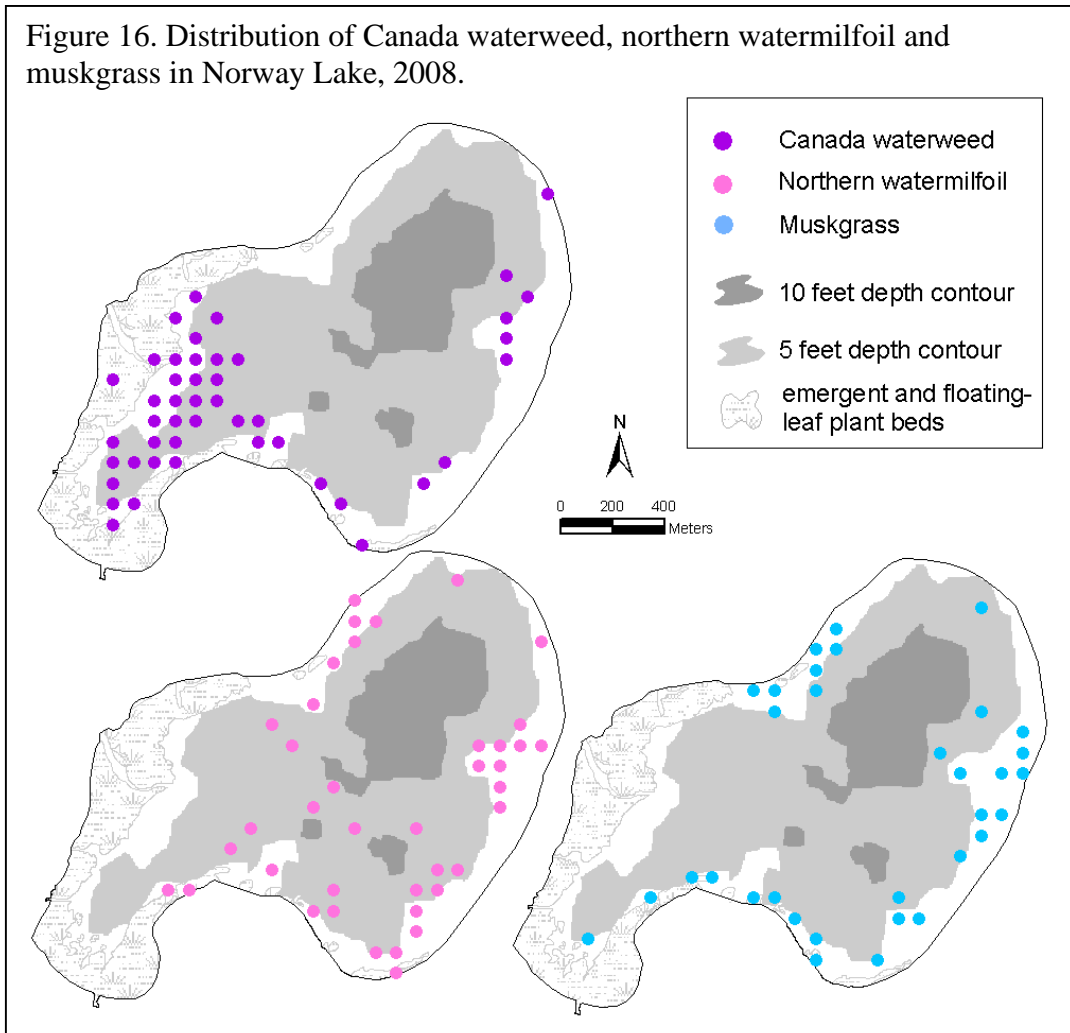 Figure 16. Distribution of Canada waterweed, northern watermilfoil and
muskgrass in Norway Lake, 2008.
Canada waterweed
Northern watermilfoil
Muskgrass
10 feet depth contour
5 feet depth contour
emergent and floating-
leaf plant beds
N
0 200 400
Meters